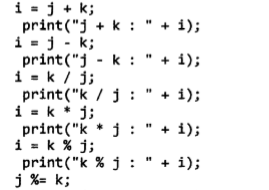 i = j + k;
print("j + k : " + i);
i = j - k;
print("j - k : " + i);
i = k / j;
print("k / j : " + i);
i = k * j;
print("k * j : " + i);
i = k % j;
print("k % j : " + i);
j %= k;